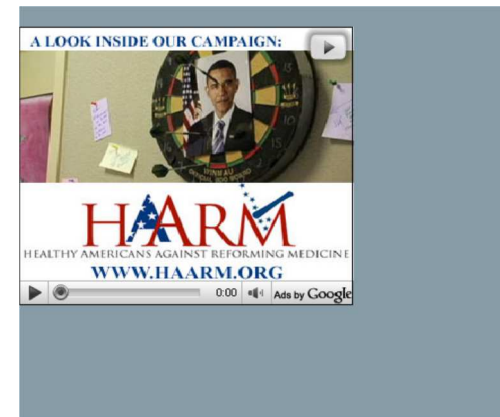 A LOOK INSIDE OUR CAMPAIGN:
HAARM
HEALTHY AMERICANS AGAINST REFORMING MEDICINE
WWW.HAARM.ORG
0:00
Ads by Google